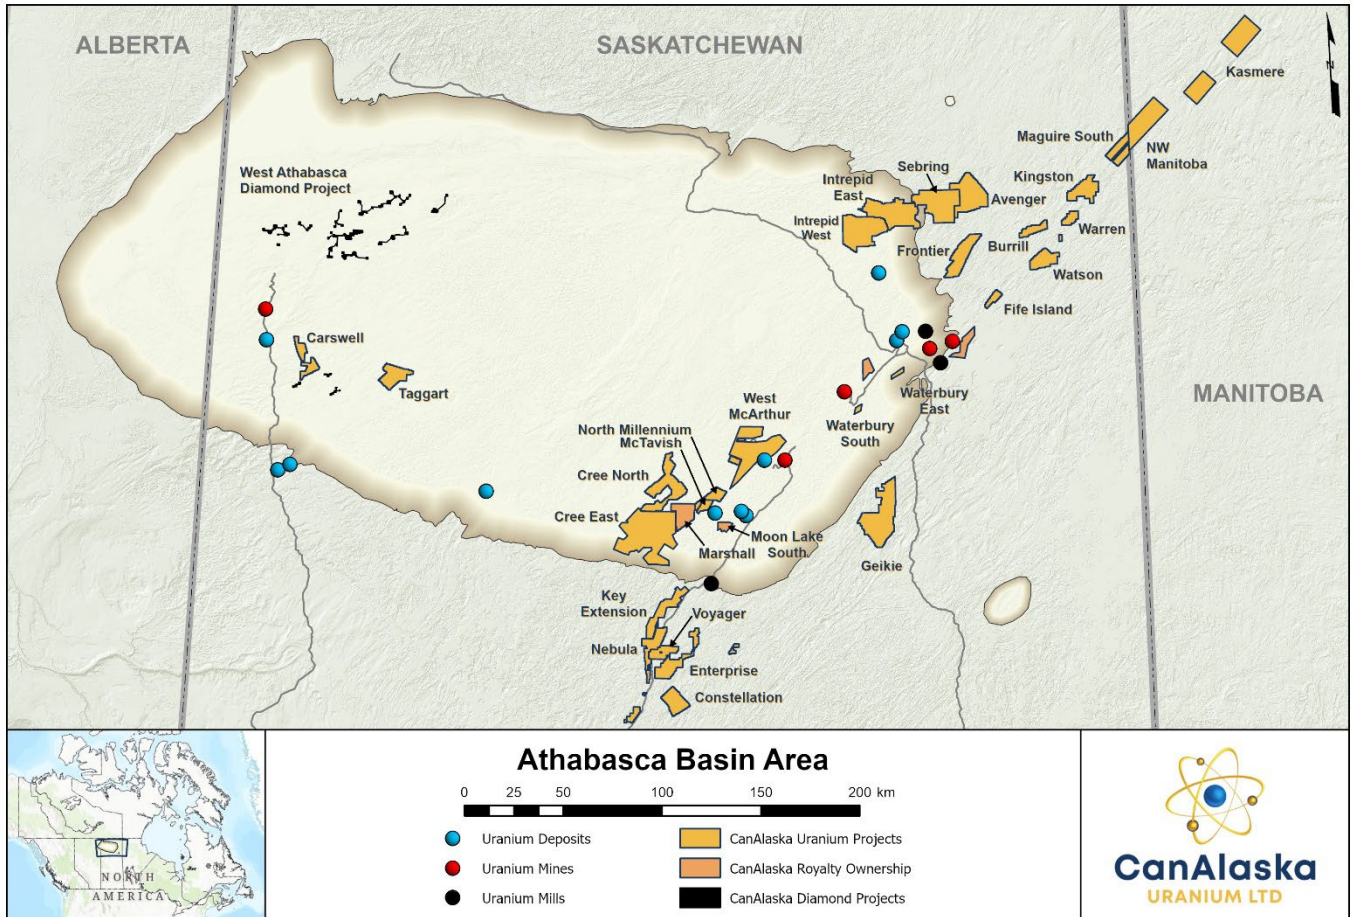 ALBERTA
SASKATCHEWAN
Kasmere
N
Maguire South
NW
Manitoba
Sebring
Kingston
West Athabasca
Diamond Project
Intrepid
East
Avenger
Intrepid
West
Warren
Burrill
Frontier
Watson
Fife Island
Carswell
Taggart
MANITOBA
Waterbury
East
West
McArthur
Waterbury
South
North Millennium
McTavish
Cree North
Cree East
Moon Lake
South
Marshall
Geikie
Key
Extension
Voyager
Nebula
Enterprise
Constellation
Athabasca Basin Area
0 25 50 100 150 200 km
Uranium Deposits
CanAlaska Uranium Projects
Uranium Mines
CanAlaska Royalty Ownership
Uranium Mills
CanAlaska Diamond Projects
NORTH
AMERICA
CanAlaska
URANIUM LTD